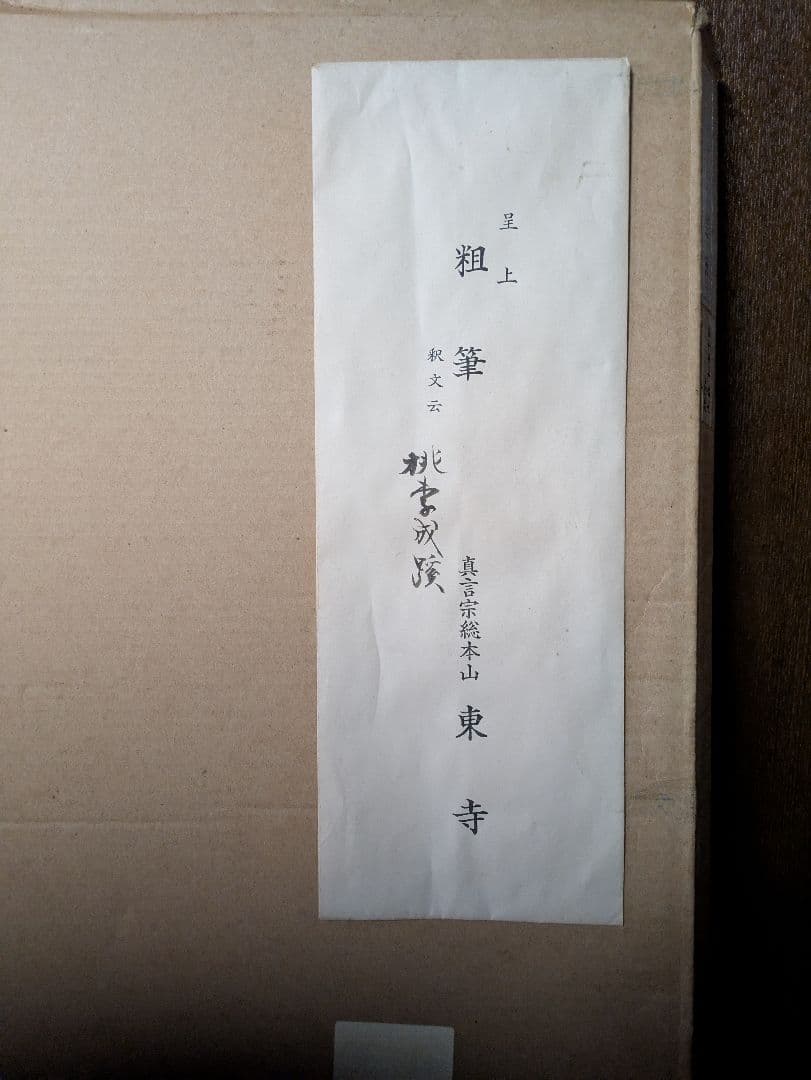 呈上
粗筆
真言宗総本山 東寺
釈文云
桃李成蹊